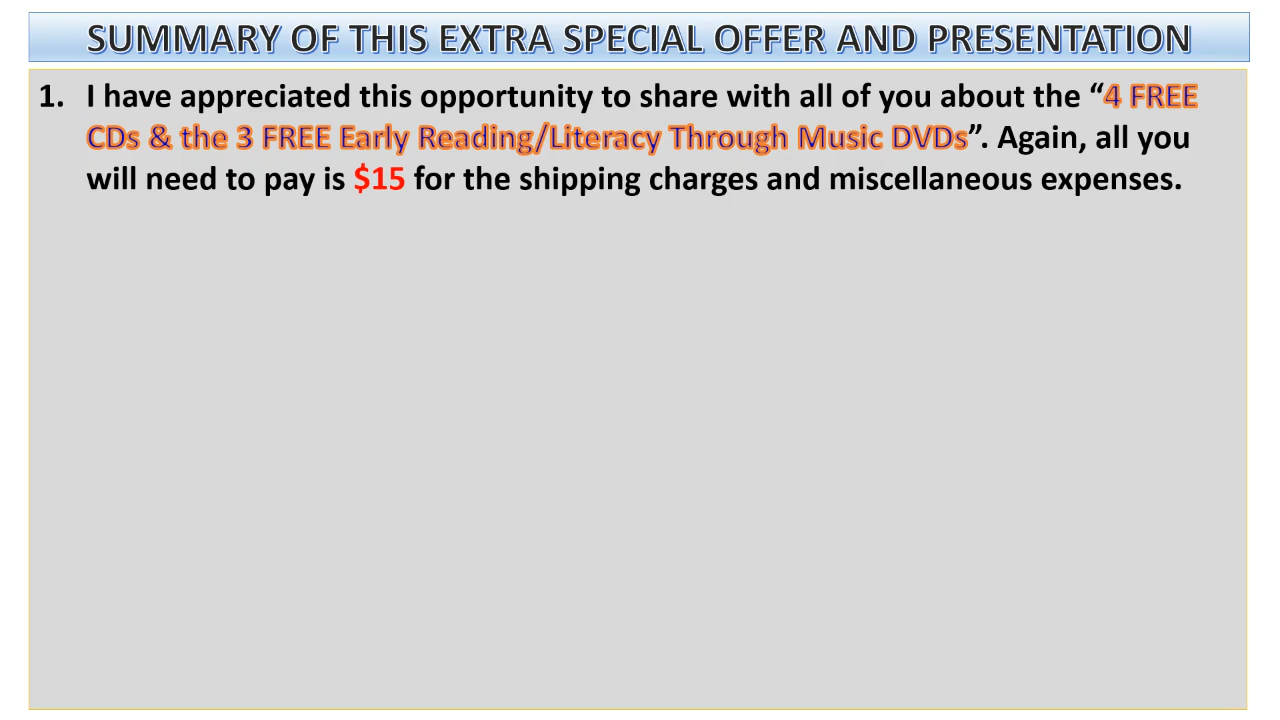 SUMMARY OF THIS EXTRA SPECIAL OFFER AND PRESENTATION
1. I have appreciated this opportunity to share with all of you about the “4 FREE
CDs & the 3 FREE Early Reading/Literacy Through Music DVDs”. Again, all you
will need to pay is $15 for the shipping charges and miscellaneous expenses.